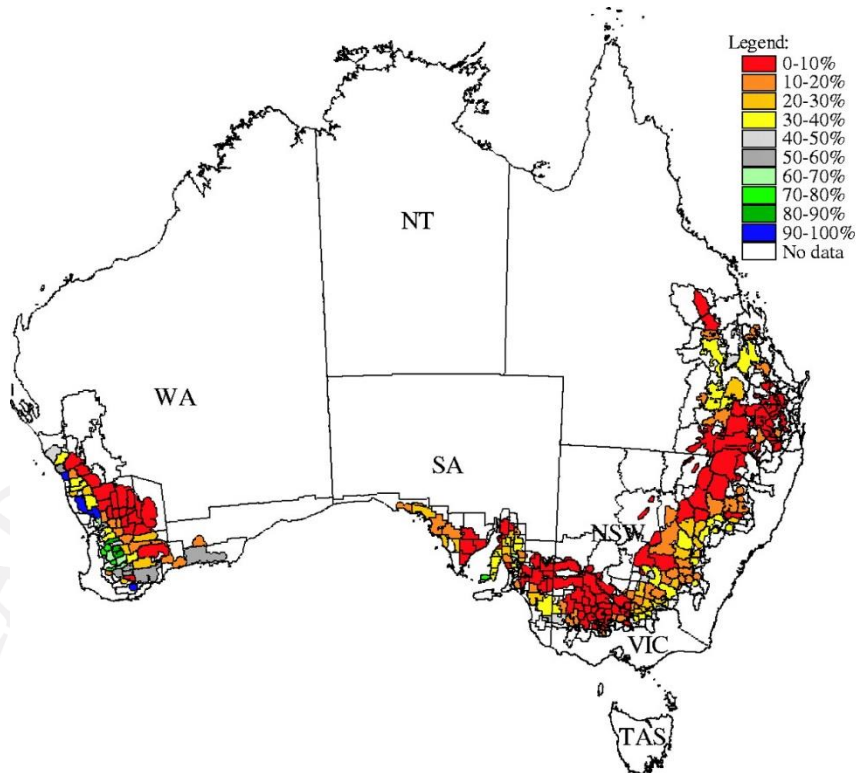 Legend:
0-10%
10-20%
20-30%
30-40%
40-50%
50-60%
60-70%
70-80%
80-90%
90-100%
No data
NT
WA
SA
NSW
VIC
TAS